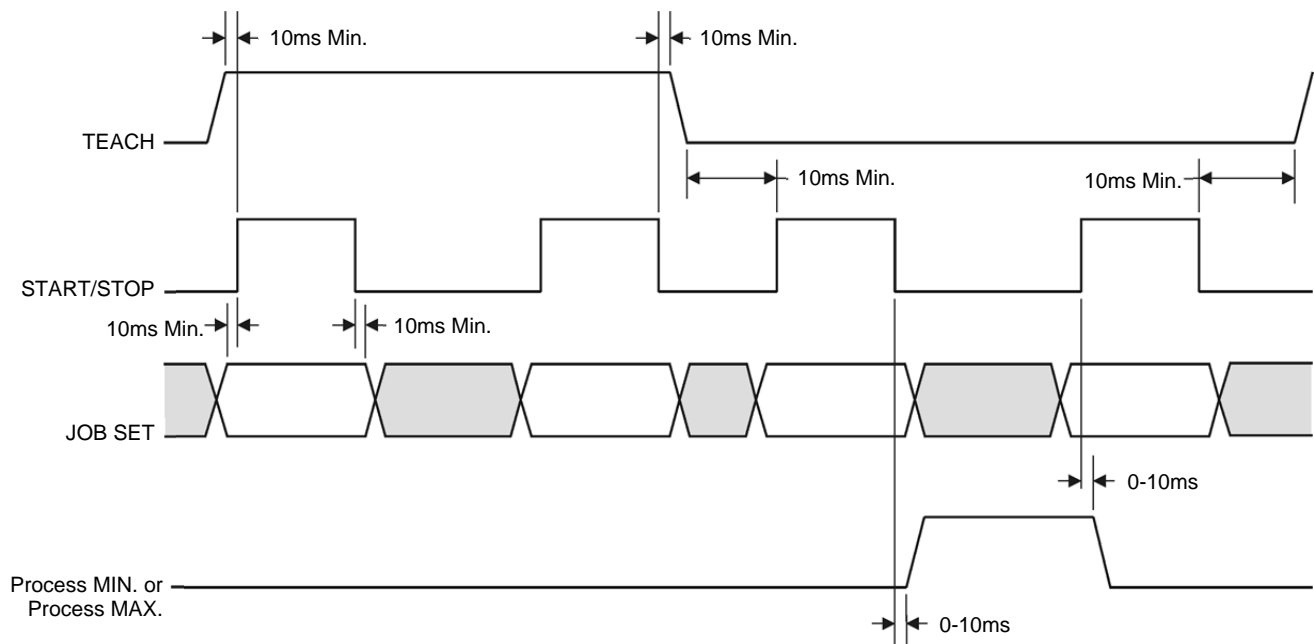 10ms Min.
10ms Min.
TEACH
10ms Min.
10ms Min.
START/STOP
10ms Min.
10ms Min.
JOB SET
0-10ms
Process MIN. or
Process MAX.
0-10ms